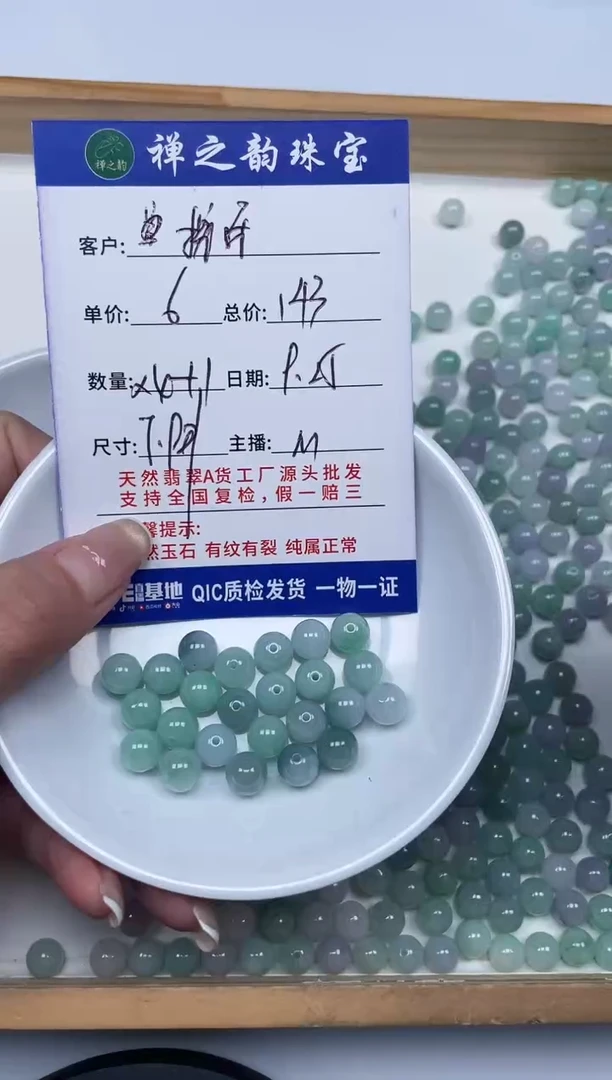 禅之韵珠宝
禅之韵
客户:
单价: 6 总价: 143
数量: 日期:
尺寸: 主播: M
天然翡翠A货工厂源头批发
支持全国复检,假一赔三
馨提示:
然玉石 有纹有裂 纯属正常
基地 QIC质检发货 一物一证